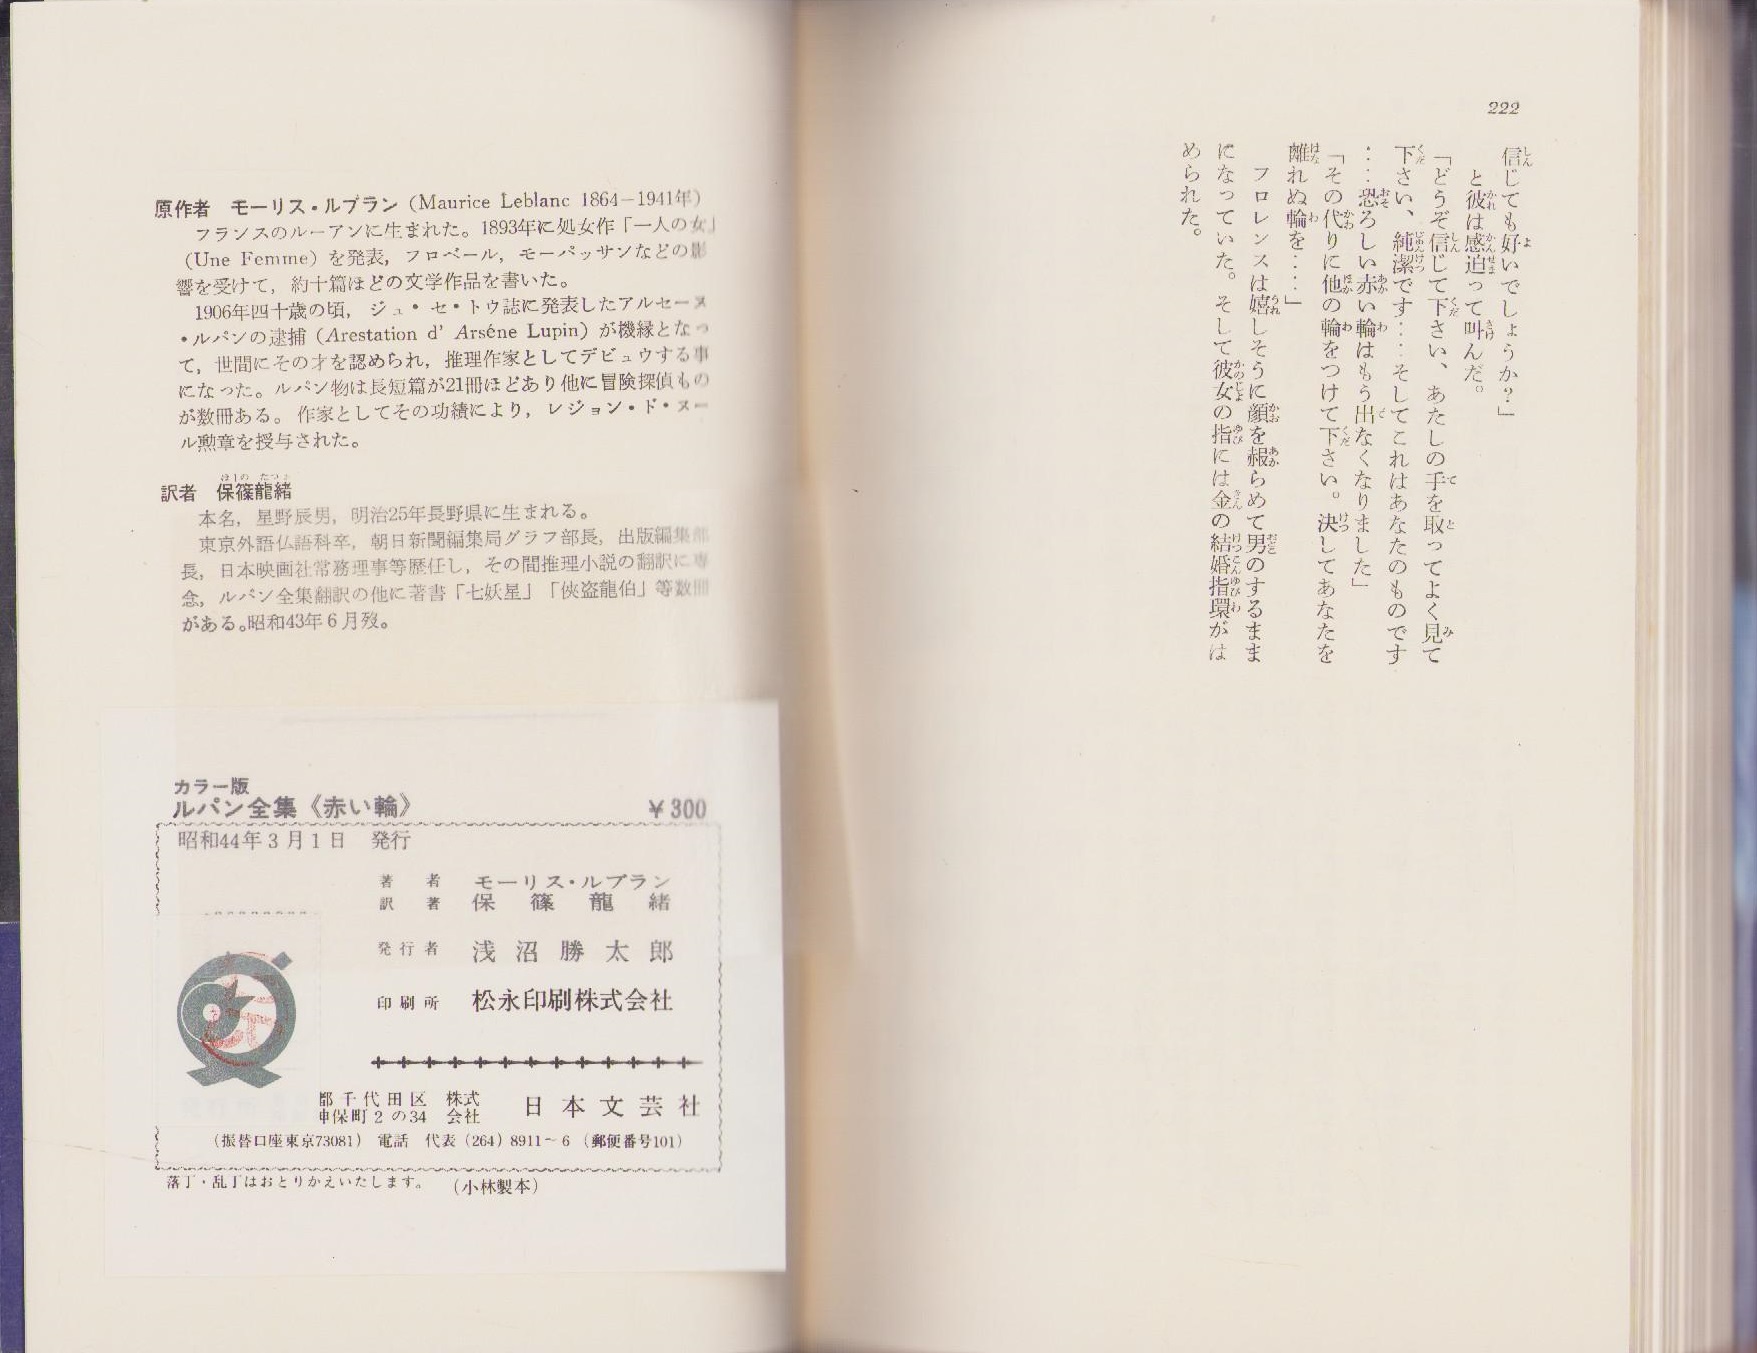 222
信じても好いでしょうか？」
と彼は感迫って叫んだ。
「どうぞ信じて下さい、あたしの手を取ってよく見て
下さい、純潔です…そしてこれはあなたのものです
…恐ろしい赤い輪はもう出なくなりました」
「その代りに他の輪をつけて下さい。決してあなたを
離れぬ輪を……」
フロレンスは嬉しそうに顔を赧らめて男のするまま
になっていた。そして彼女の指には金の結婚指環がは
められた。
原作者 モーリス・ルブラン（Maurice Leblanc 1864－1941年）
フランスのルーアンに生まれた。1893年に処女作「一人の女」
（Une Femme）を発表，フロベール，モーパッサンなどの影
響を受けて，約十篇ほどの文学作品を書いた。
1906年四十歳の頃，ジュ・セ・トウ誌に発表したアルセーヌ
・ルパンの逮捕（Arestation d' Arséne Lupin）が機縁となっ
て，世間にその才を認められ，推理作家としてデビュウする事
になった。ルパン物は長短篇が21冊ほどあり他に冒険探偵もの
が数冊ある。作家としてその功績により，レジョン・ド・ヌー
ル勲章を授与された。
訳者 保篠龍緒
本名，星野辰男，明治25年長野県に生まれる。
東京外語仏語科卒，朝日新聞編集局グラフ部長，出版編集部
長，日本映画社常務理事等歴任し，その間推理小説の翻訳に専
念，ルパン全集翻訳の他に著書「七妖星」「侠盗龍伯」等数冊
がある。昭和43年6月歿。
カラー版
ルパン全集《赤い輪》 ￥300
昭和44年3月1日 発行
著者 モーリス・ルブラン
訳著 保篠龍緒
発行者 浅沼勝太郎
印刷所 松永印刷株式会社
都千代田区 株式
神保町2の34 会社
日本文芸社
（振替口座東京73081） 電話 代表（264）8911～6（郵便番号101）
落丁・乱丁はおとりかえいたします。 （小林製本）